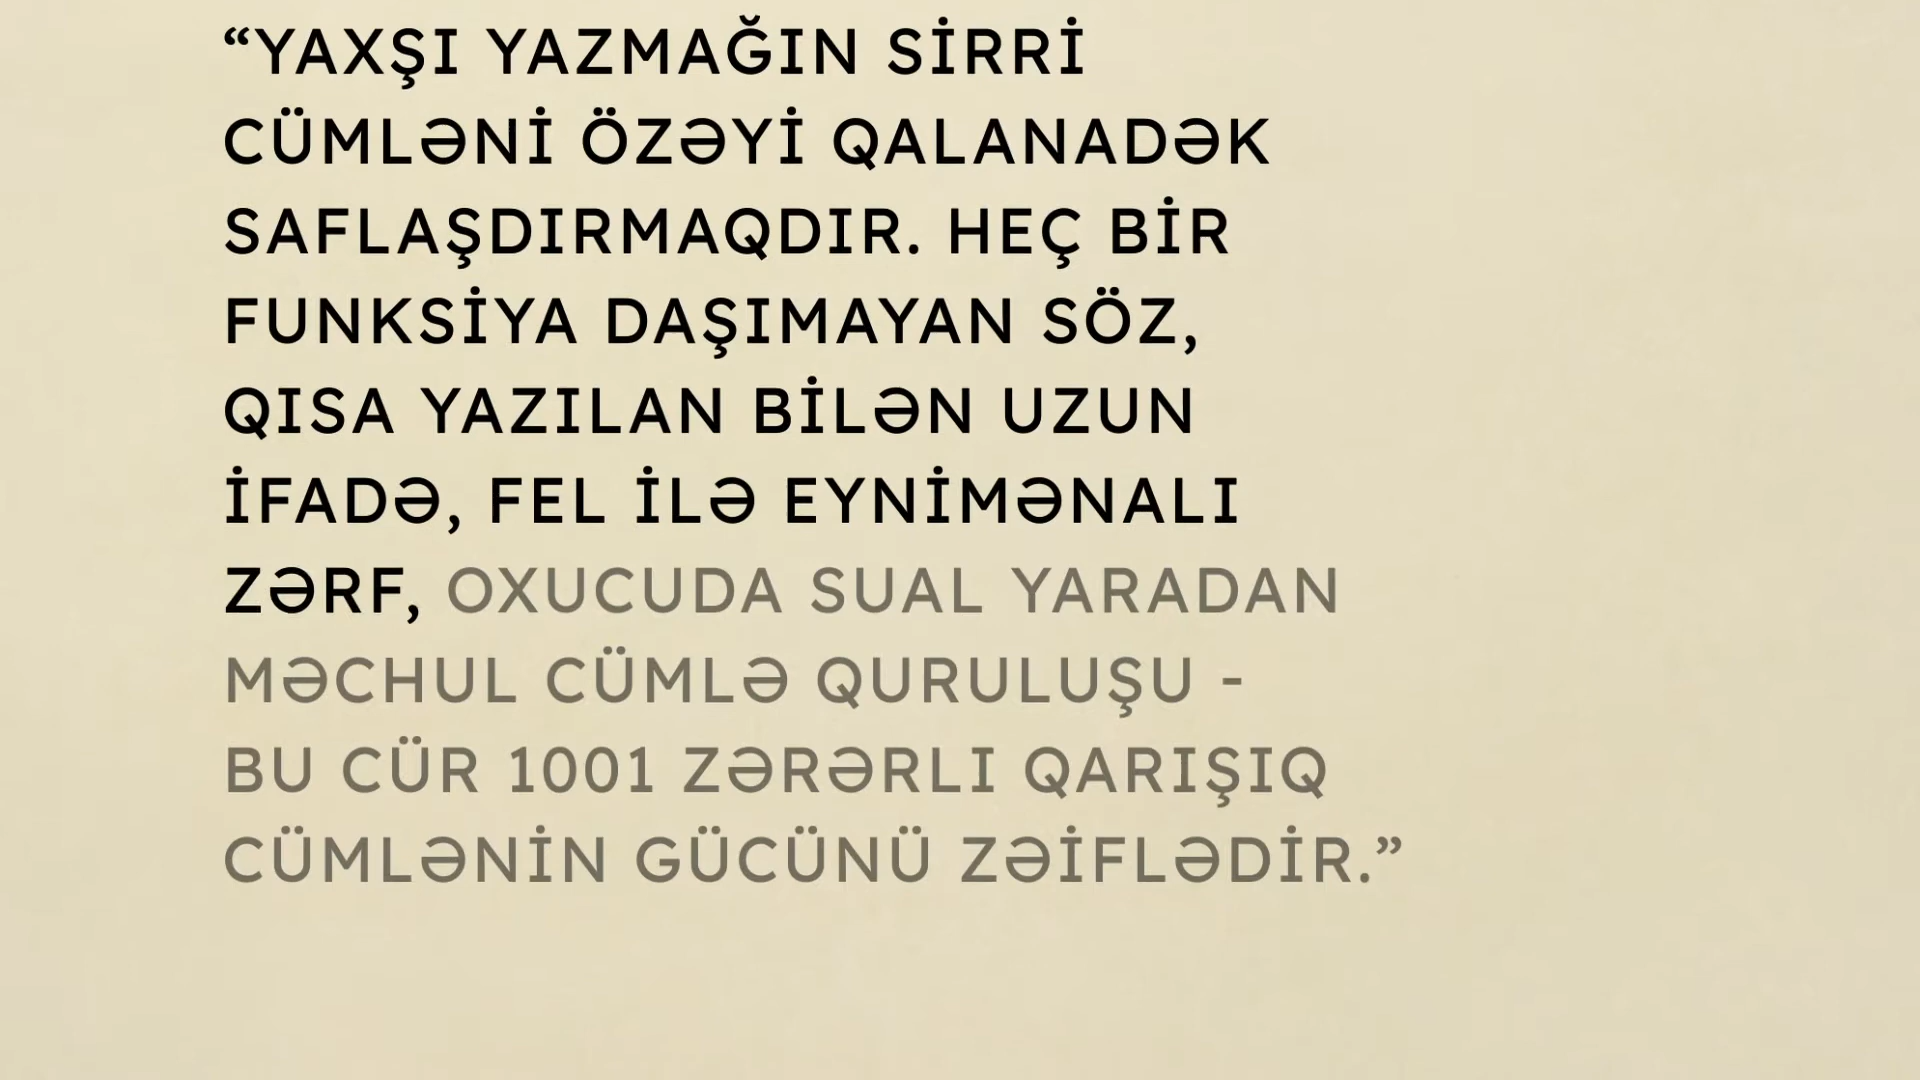 “YAXŞI YAZMAĞIN SİRRİ
CÜMLƏNİ ÖZƏYİ QALANADƏK
SAFLAŞDIRMAQDIR. HEÇ BİR
FUNKSİYA DAŞIMAYAN SÖZ,
QISA YAZILAN BİLƏN UZUN
İFADƏ, FEL İLƏ EYNİMƏNALI
ZƏRF, OXUCUDA SUAL YARADAN
MƏCHUL CÜMLƏ QURULUŞU -
BU CÜR 1001 ZƏRƏRLI QARIŞIQ
CÜMLƏNİN GÜCÜNÜ ZƏİFLƏDİR.”